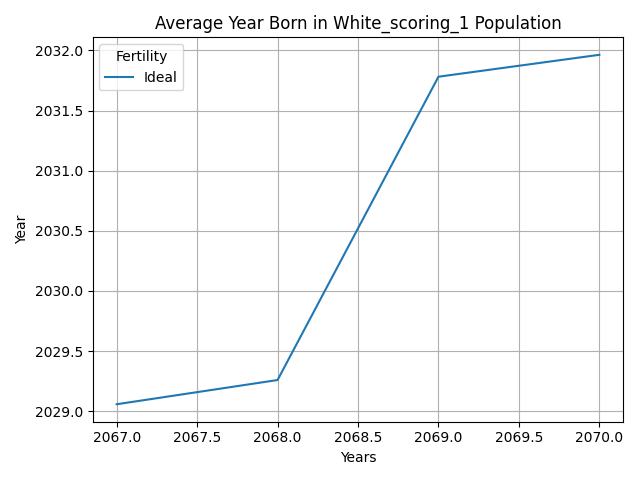 Average Year Born in White_scoring_1 Population
Fertility
Ideal
2032.0
2031.5
2031.0
2030.5
2030.0
2029.5
2029.0
Year
2067.0 2067.5 2068.0 2068.5 2069.0 2069.5 2070.0
Years